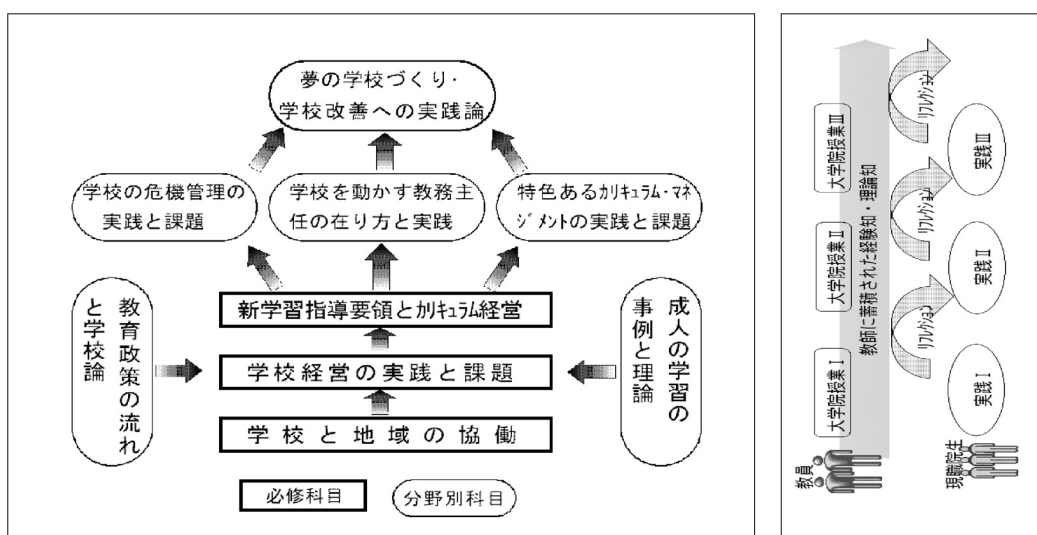 夢の学校づくり・
学校改善への実践論
学校の危機管理の
実践と課題
学校を動かす教務主
任の在り方と実践
特色あるｶﾘｷｭﾗﾑ・ﾏﾈ
ｼﾞﾒﾝﾄの実践と課題
教育政策の流れ
と学校論
新学習指導要領とｶﾘｷｭﾗﾑ経営
学校経営の実践と課題
学校と地域の協働
成人の学習の
事例と理論
必修科目
分野別科目
教員
大学院授業Ⅰ
大学院授業Ⅱ
大学院授業Ⅲ
教師に蓄積された経験知・理論知
リフレクション
リフレクション
リフレクション
実践Ⅰ
実践Ⅱ
実践Ⅲ
現職院生